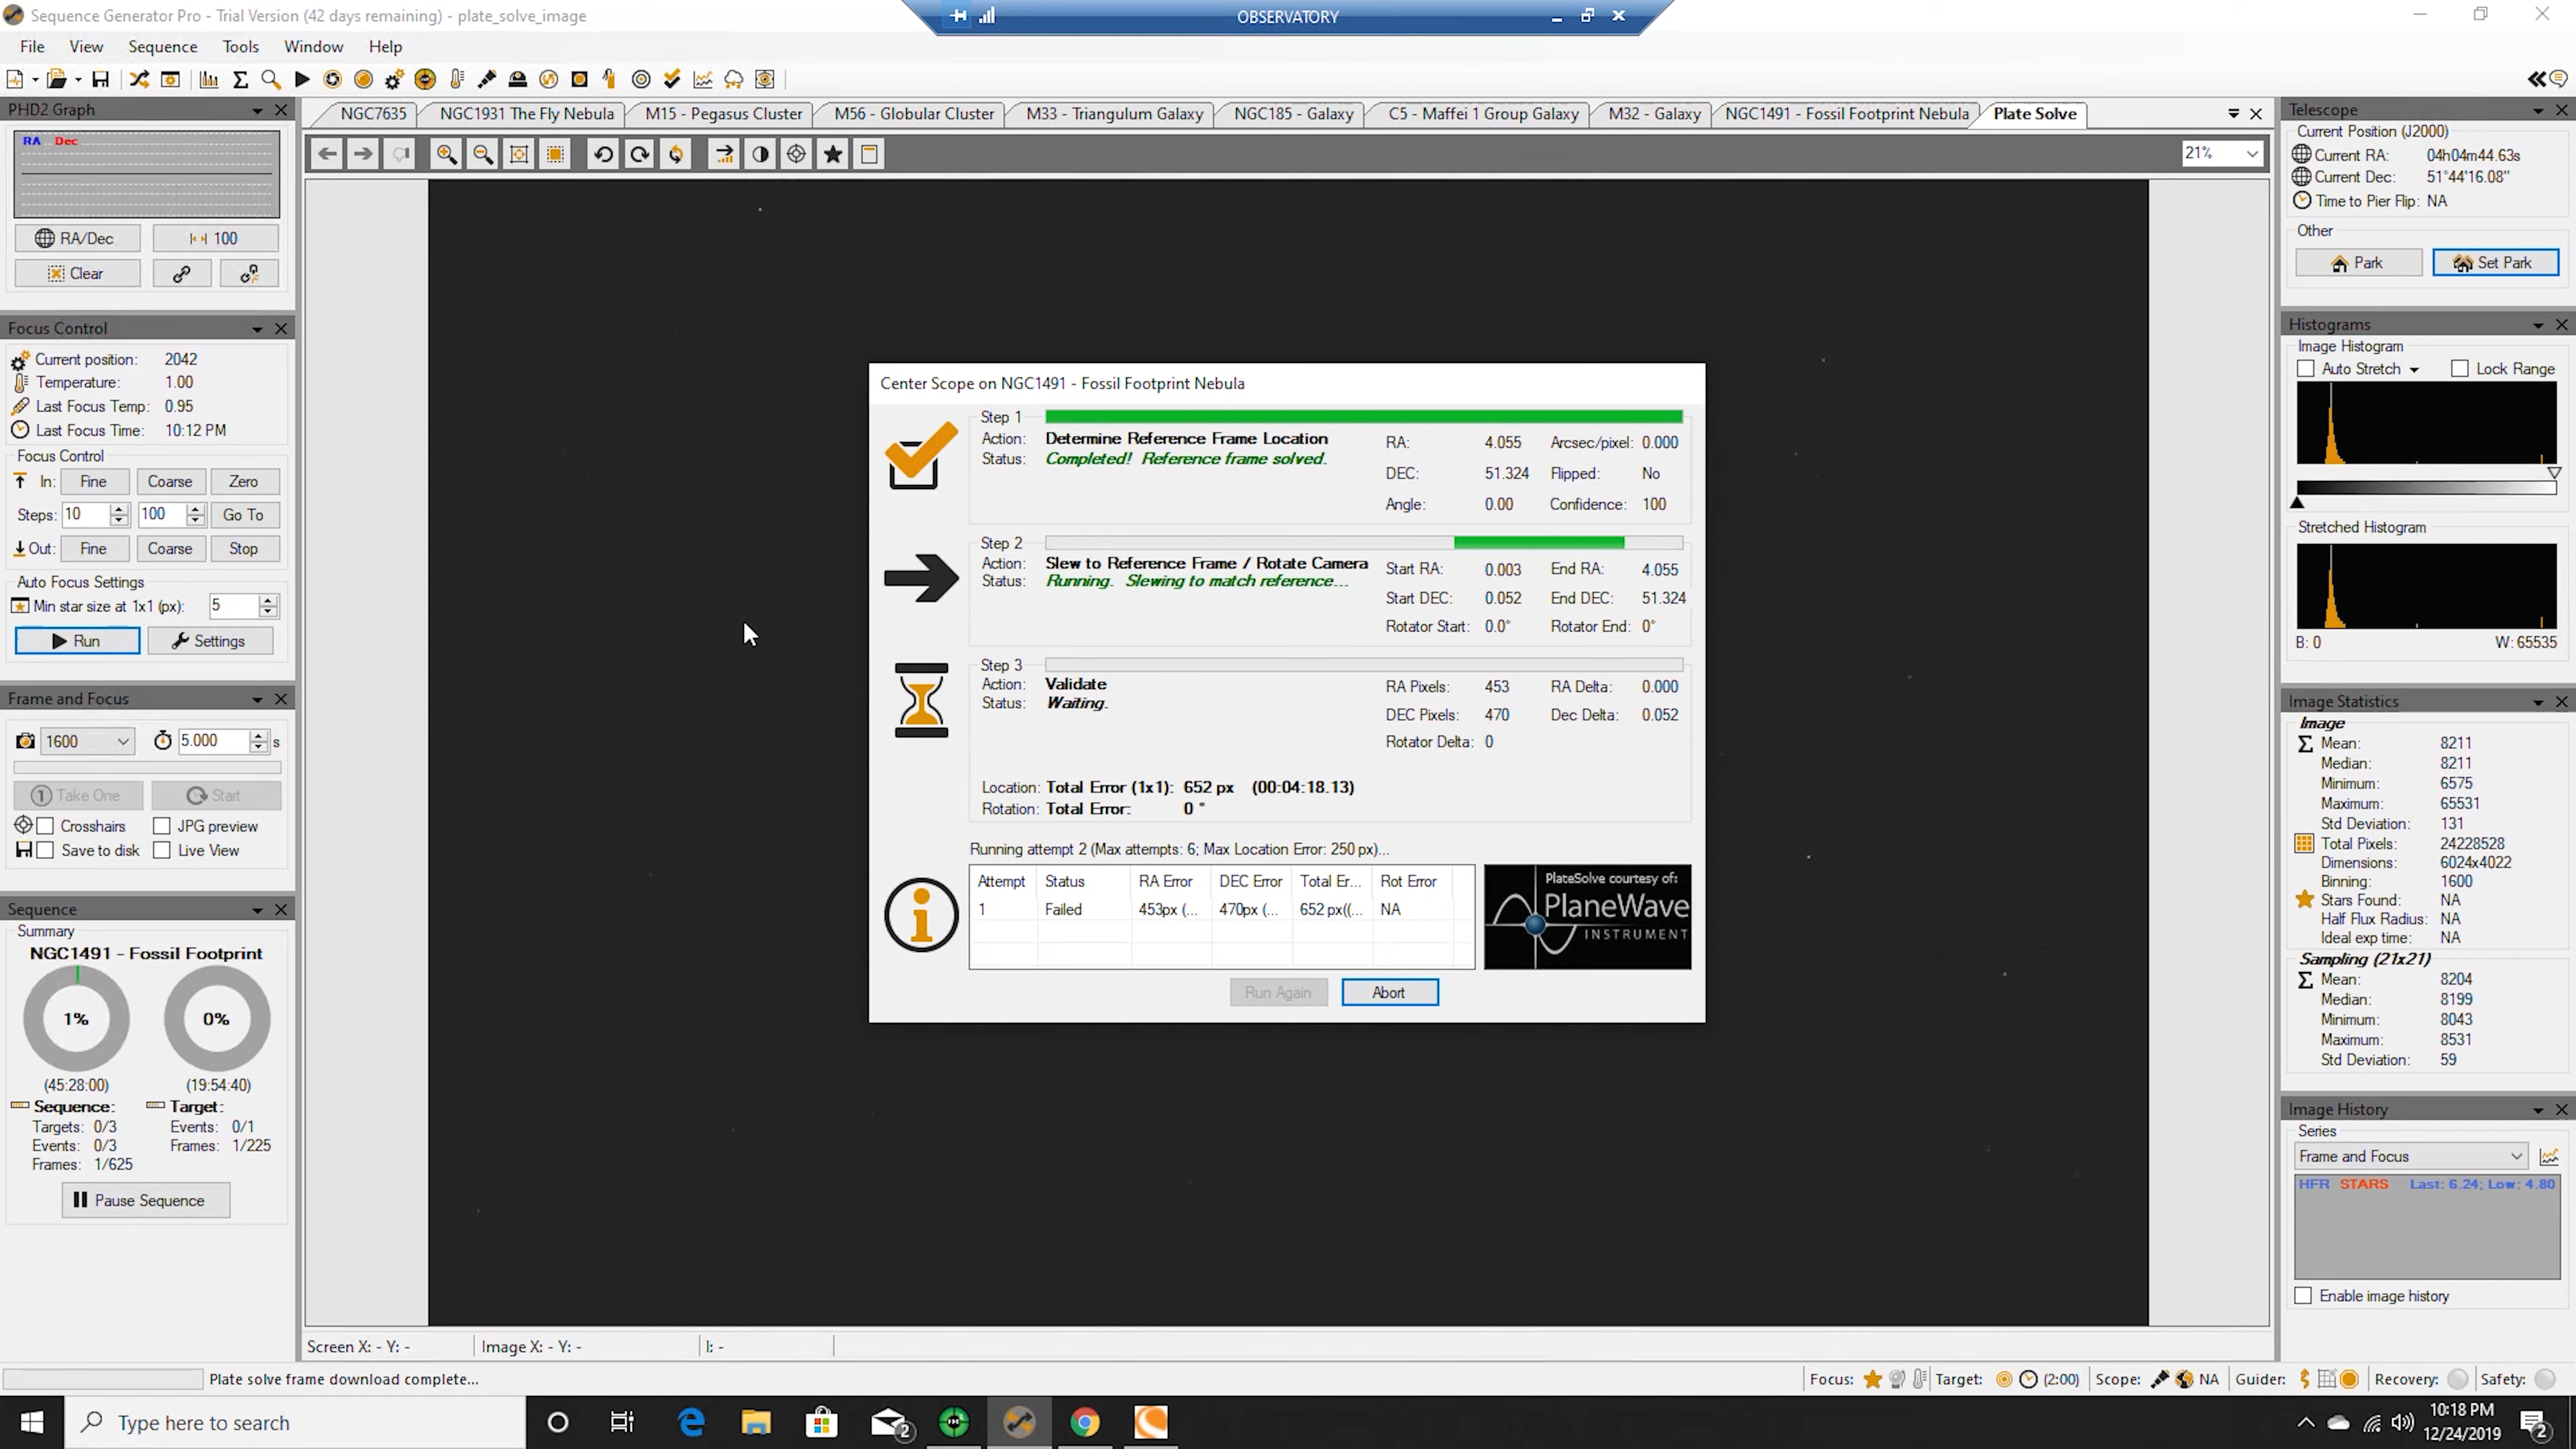 Sequence Generator Pro - Trial Version (42 days remaining) - plate_solve_image
OBSERVATORY
File View Sequence Tools Window Help
PHD2 Graph
RA Dec
RA/Dec
100
Clear
Focus Control
Current position: 2042
Temperature: 1.00
Last Focus Temp: 0.95
Last Focus Time: 10:12 PM
Focus Control
In: Fine Coarse Zero
Steps: 10 100 Go To
Out: Fine Coarse Stop
Auto Focus Settings
Min star size at 1x1 (px): 5
Run Settings
Frame and Focus
1600 5.000 s
1 Take One Start
Crosshairs JPG preview
Save to disk Live View
Sequence
Summary
NGC1491 - Fossil Footprint
1% 0%
(45:28:00) (19:54:40)
Sequence: Target:
Targets: 0/3 Events: 0/1
Events: 0/3 Frames: 1/225
Frames: 1/625
Pause Sequence
NGC7635 NGC1931 The Fly Nebula M15 - Pegasus Cluster M56 - Globular Cluster M33 - Triangulum Galaxy NGC185 - Galaxy C5 - Maffei 1 Group Galaxy M32 - Galaxy NGC1491 - Fossil Footprint Nebula Plate Solve
21%
Center Scope on NGC1491 - Fossil Footprint Nebula
Step 1
Action: Determine Reference Frame Location
Status: Completed! Reference frame solved.
RA: 4.055 Arcsec/pixel: 0.000
DEC: 51.324 Flipped: No
Angle: 0.00 Confidence: 100
Step 2
Action: Slew to Reference Frame / Rotate Camera
Status: Running. Slewing to match reference...
Start RA: 0.003 End RA: 4.055
Start DEC: 0.052 End DEC: 51.324
Rotator Start: 0.0° Rotator End: 0°
Step 3
Action: Validate
Status: Waiting.
RA Pixels: 453 RA Delta: 0.000
DEC Pixels: 470 Dec Delta: 0.052
Rotator Delta: 0
Location: Total Error (1x1): 652 px (00:04:18.13)
Rotation: Total Error: 0 °
Running attempt 2 (Max attempts: 6; Max Location Error: 250 px)...
Attempt Status RA Error DEC Error Total Er... Rot Error
1 Failed 453px (... 470px (... 652 px((... NA
PlateSolve courtesy of:
PlaneWave
INSTRUMENT
Run Again Abort
Telescope
Current Position (J2000)
Current RA: 04h04m44.63s
Current Dec: 51°44'16.08"
Time to Pier Flip: NA
Other
Park Set Park
Histograms
Image Histogram
Auto Stretch Lock Range
Stretched Histogram
B: 0 W: 65535
Image Statistics
Image
Mean: 8211
Median: 8211
Minimum: 6575
Maximum: 65531
Std Deviation: 131
Total Pixels: 24228528
Dimensions: 6024x4022
Binning: 1600
Stars Found: NA
Half Flux Radius: NA
Ideal exp time: NA
Sampling (21x21)
Mean: 8204
Median: 8199
Minimum: 8043
Maximum: 8531
Std Deviation: 59
Image History
Series
Frame and Focus
HFR STARS Last: 6.24; Low: 4.80
Enable image history
Screen X: - Y: - Image X: - Y: - I: -
Plate solve frame download complete...
Focus: Target: (2:00) Scope: NA Guider: Recovery: Safety:
Type here to search
2
10:18 PM
12/24/2019
2